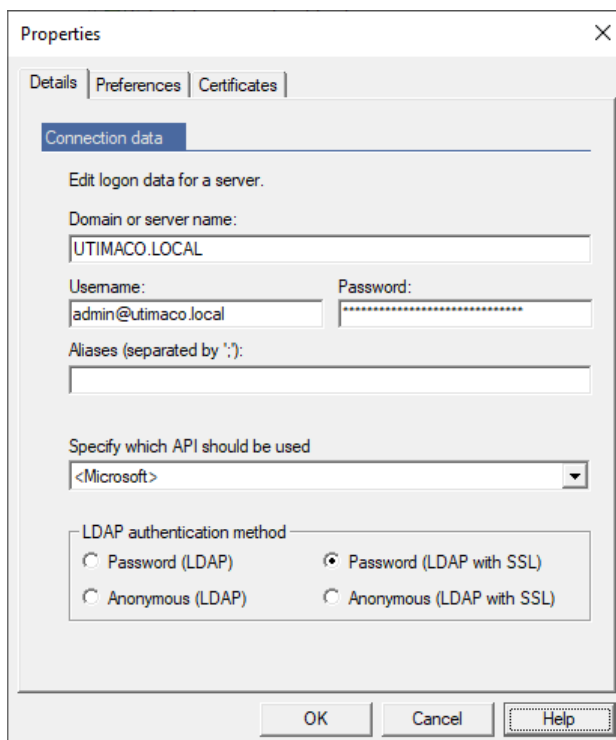 Properties
Details Preferences Certificates
Connection data
Edit logon data for a server.
Domain or server name:
UTIMACO.LOCAL
Username: Password:
admin@utimaco.local ******************************
Aliases (separated by ';'):
Specify which API should be used
<Microsoft>
LDAP authentication method
Password (LDAP) Password (LDAP with SSL)
Anonymous (LDAP) Anonymous (LDAP with SSL)
OK Cancel Help